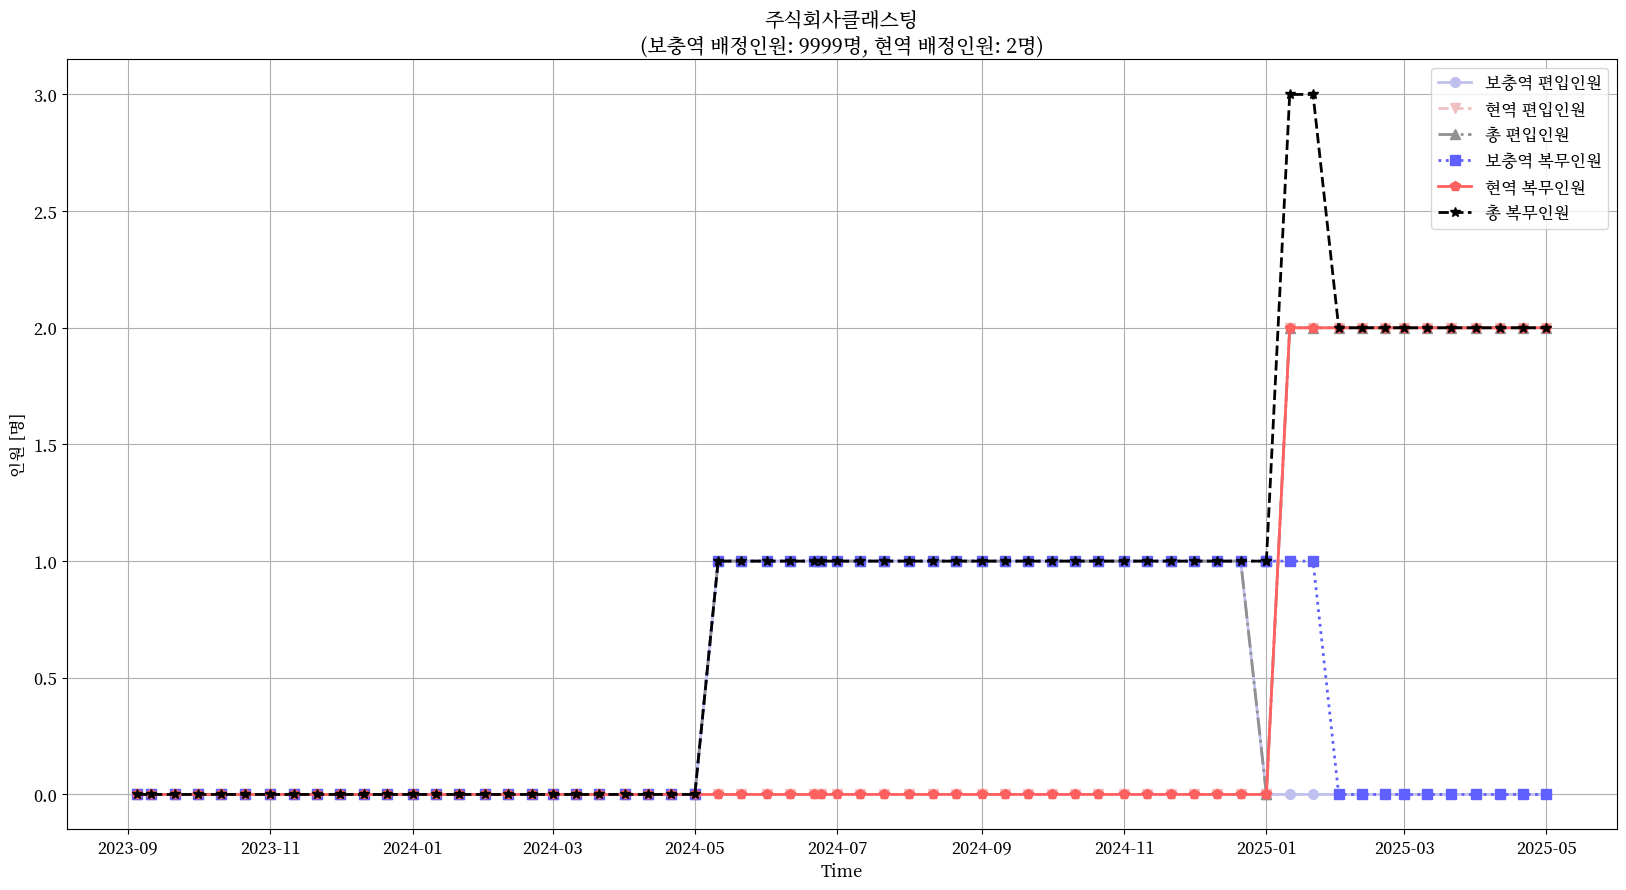 주식회사클래스팅
(보충역 배정인원: 9999명, 현역 배정인원: 2명)
보충역 편입인원
현역 편입인원
총 편입인원
보충역 복무인원
현역 복무인원
총 복무인원
인원 [명]
3.0
2.5
2.0
1.5
1.0
0.5
0.0
2023-09
2023-11
2024-01
2024-03
2024-05
2024-07
2024-09
2024-11
2025-01
2025-03
2025-05
Time